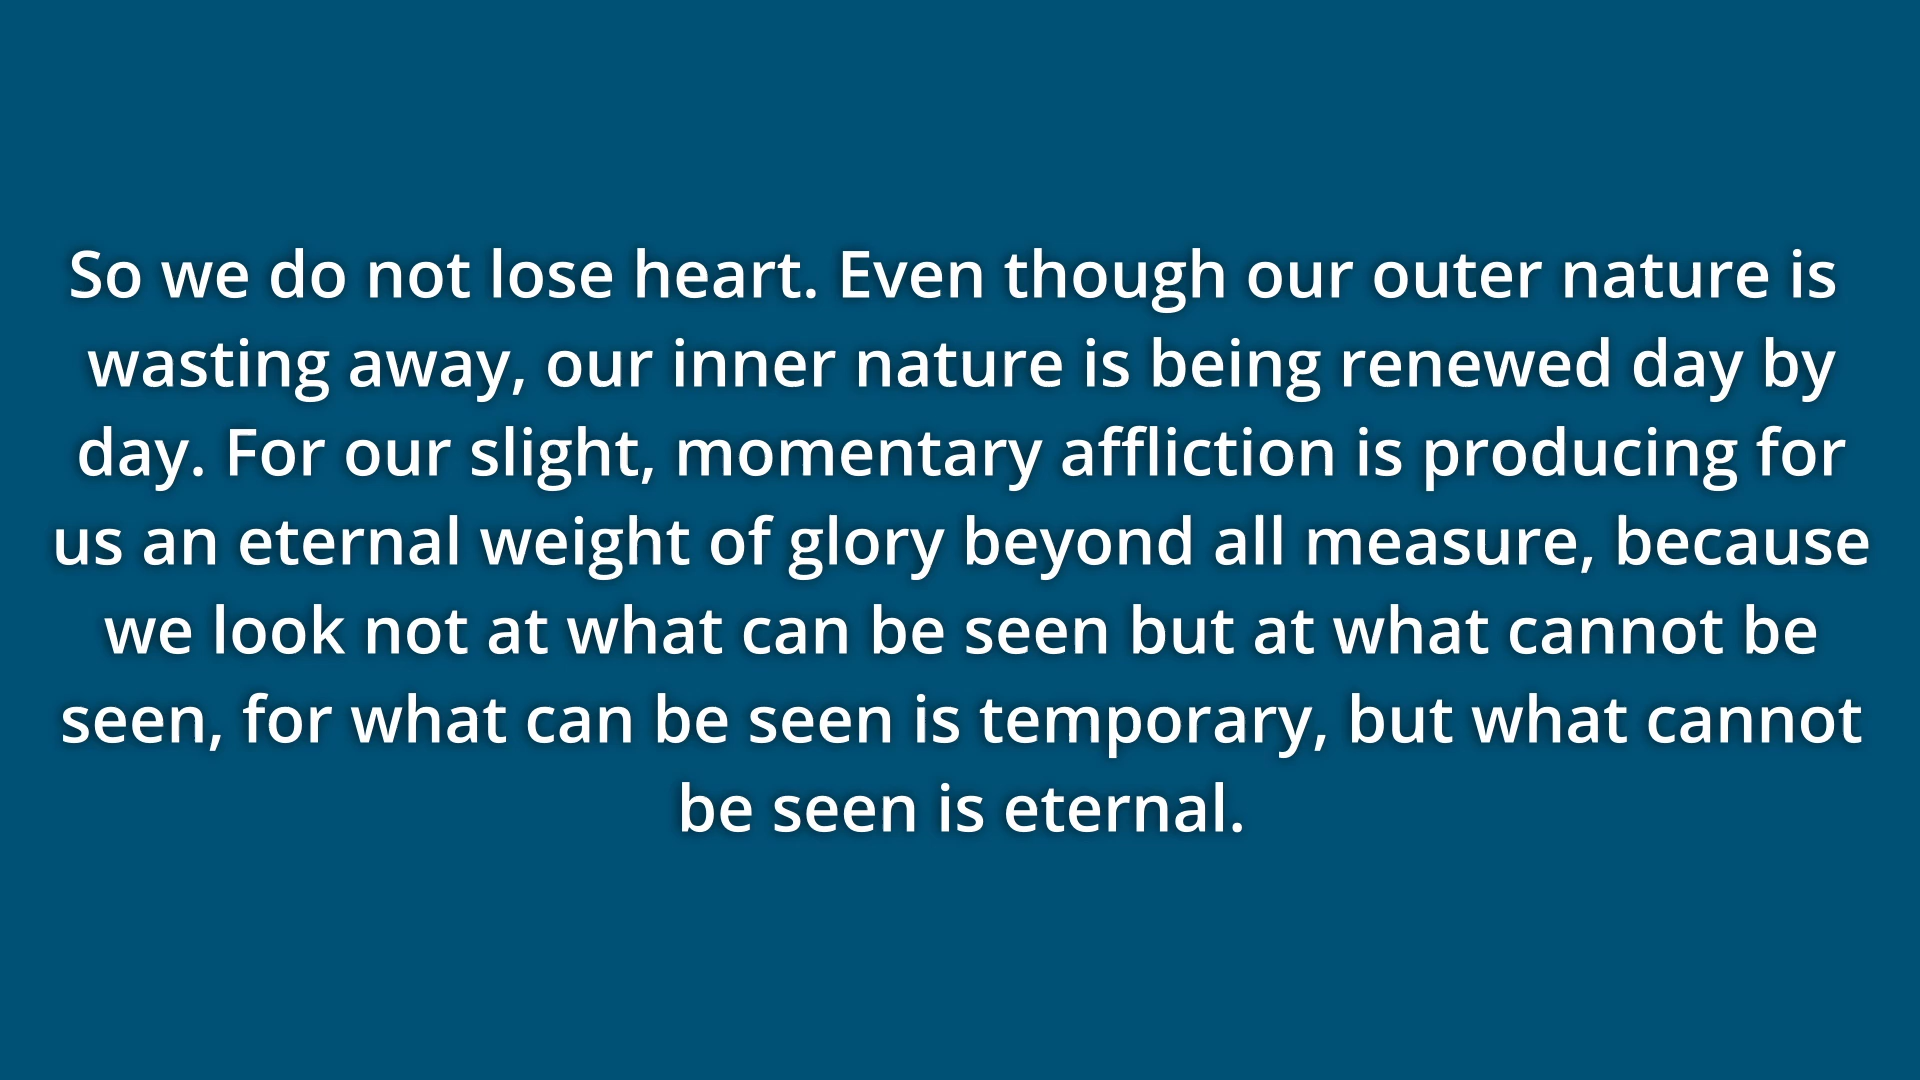 So we do not lose heart. Even though our outer nature is
wasting away, our inner nature is being renewed day by
day. For our slight, momentary affliction is producing for
us an eternal weight of glory beyond all measure, because
we look not at what can be seen but at what cannot be
seen, for what can be seen is temporary, but what cannot
be seen is eternal.